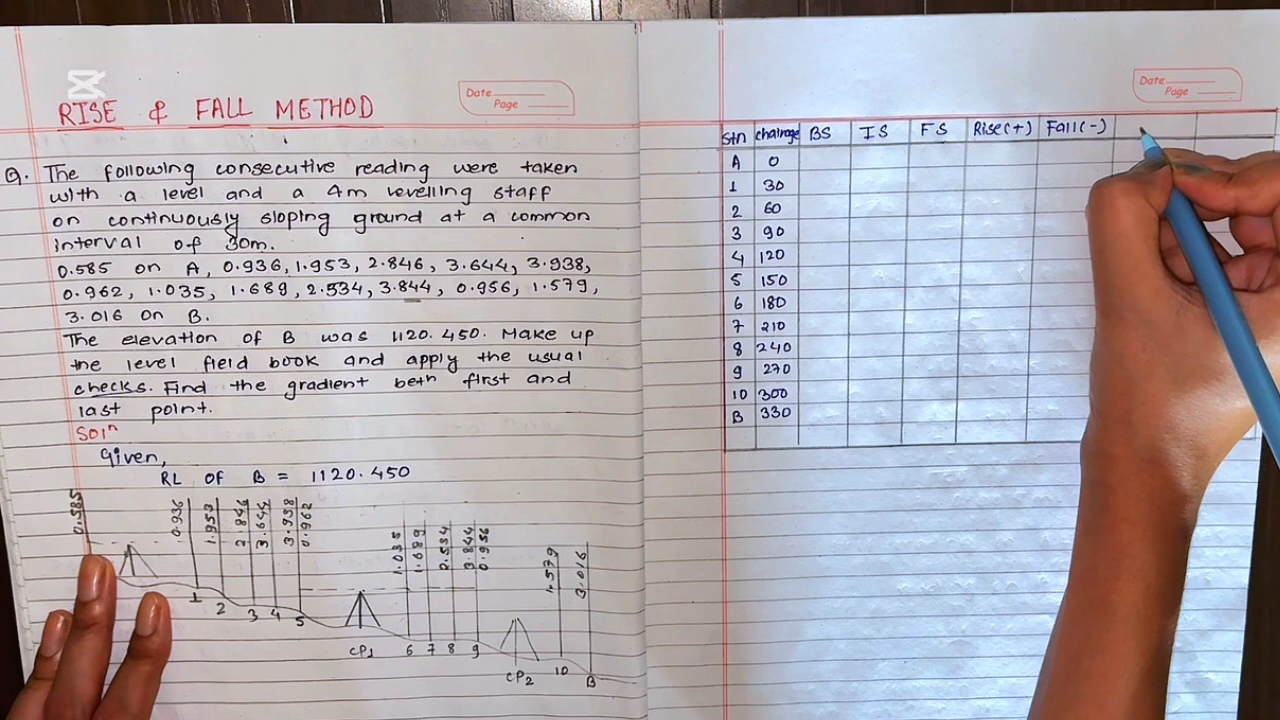 RISE & FALL METHOD
Date
Page
Q. The following consecutive reading were taken
with a level and a 4m levelling staff
on continuously sloping ground at a common
interval of 30m.
0.585 on A, 0.936, 1.953, 2.846, 3.644, 3.938,
0.962, 1.035, 1.689, 2.534, 3.844, 0.956, 1.579,
3.016 on B.
The elevation of B was 1120.450. Make up
the level field book and apply the usual
checks. Find the gradient betn first and
last point.
Soln
Given,
RL OF B = 1120.450
0.585 0.936 1.953 2.846 3.644 3.938 0.962 1.035 1.689 2.534 3.844 0.956 1.579 3.016
1 2 3 4 5 CP1 6 7 8 9 CP2 10 B
Date
Page
Stn chainage BS IS FS Rise(+) Fall(-)
A 0
1 30
2 60
3 90
4 120
5 150
6 180
7 210
8 240
9 270
10 300
B 330